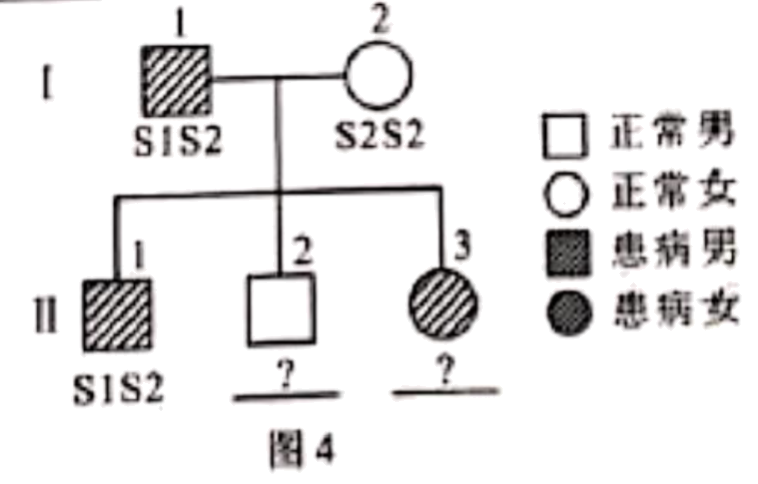 1 2
I
S1S2 S2S2
正常男
正常女
1 2 3
患病男
II
患病女
S1S2 ? ?
图4